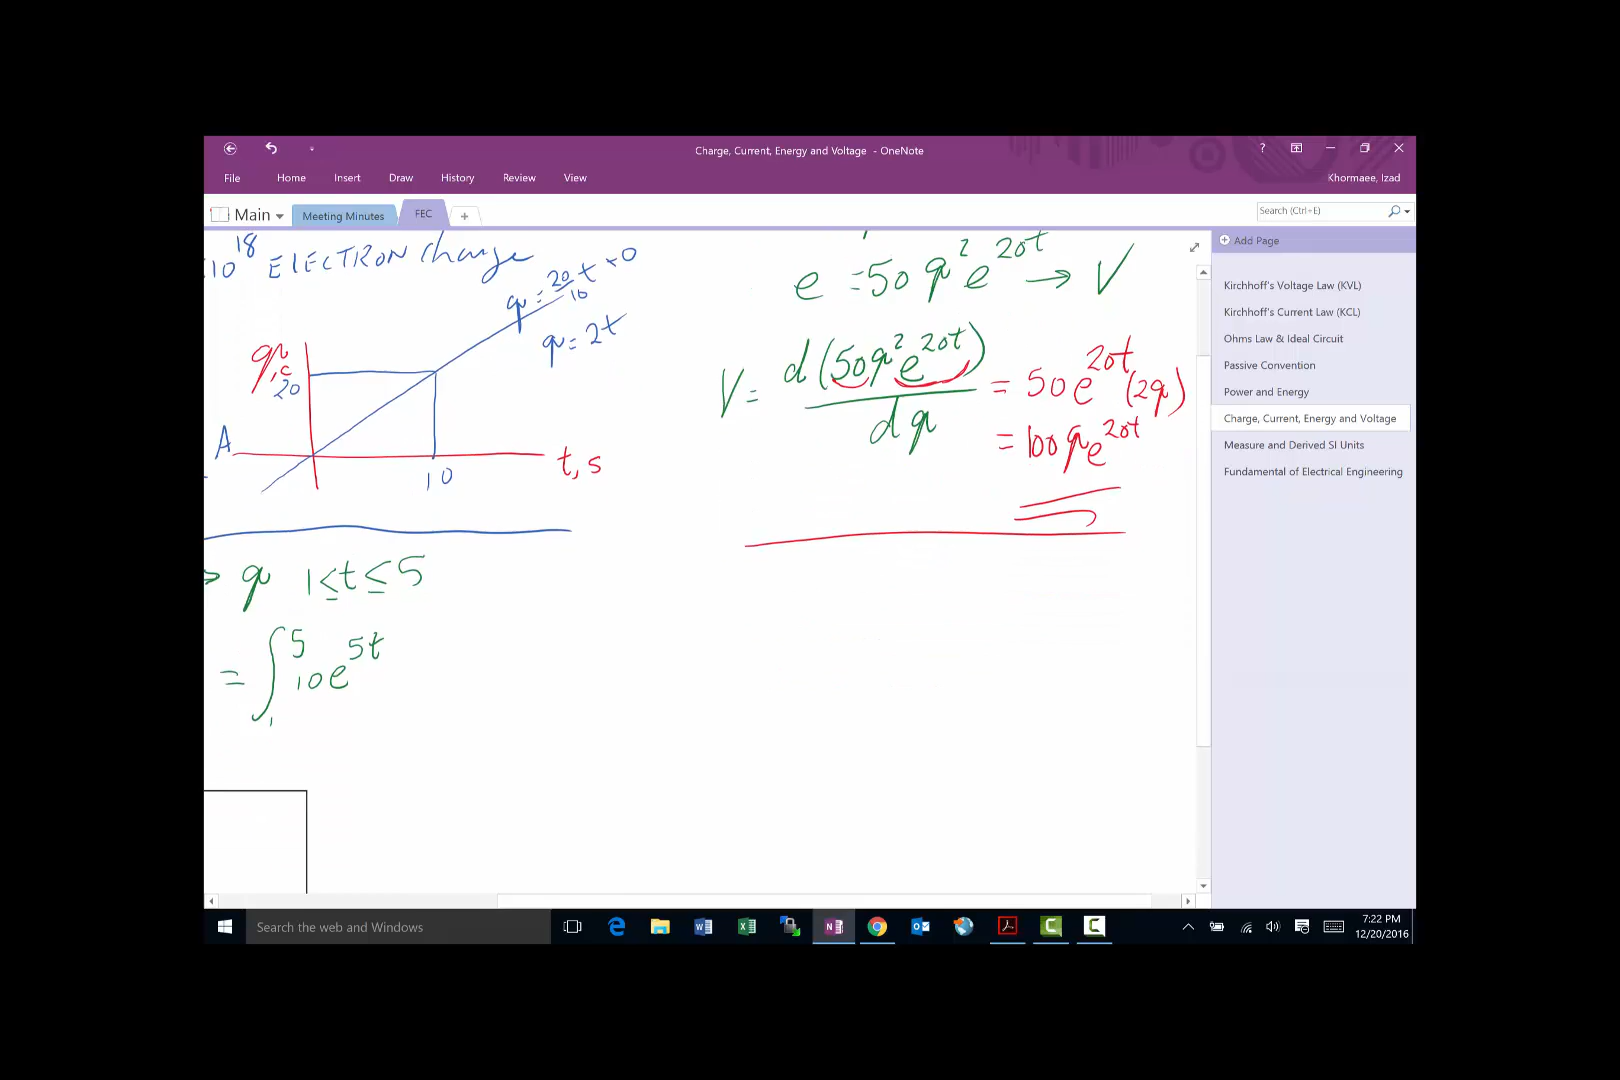 Charge, Current, Energy and Voltage - OneNote
? 
File Home Insert Draw History Review View
Khormaee, Izad
Main Meeting Minutes FEC +
Search (Ctrl+E)
Add Page
Kirchhoff's Voltage Law (KVL)
Kirchhoff's Current Law (KCL)
Ohms Law & Ideal Circuit
Passive Convention
Power and Energy
Charge, Current, Energy and Voltage
Measure and Derived SI Units
Fundamental of Electrical Engineering
10^18 ELECTRON Charge
q = 20/10 t + 0
q = 2t
q, c
20
A
10
t, s
q 1 ≤ t ≤ 5
= ∫_1^5 10e^5t
e = 50 q^2 e^20t → V
V = d(50q^2 e^20t)/dq = 50e^20t (2q)
= 100qe^20t
Search the web and Windows
7:22 PM
12/20/2016